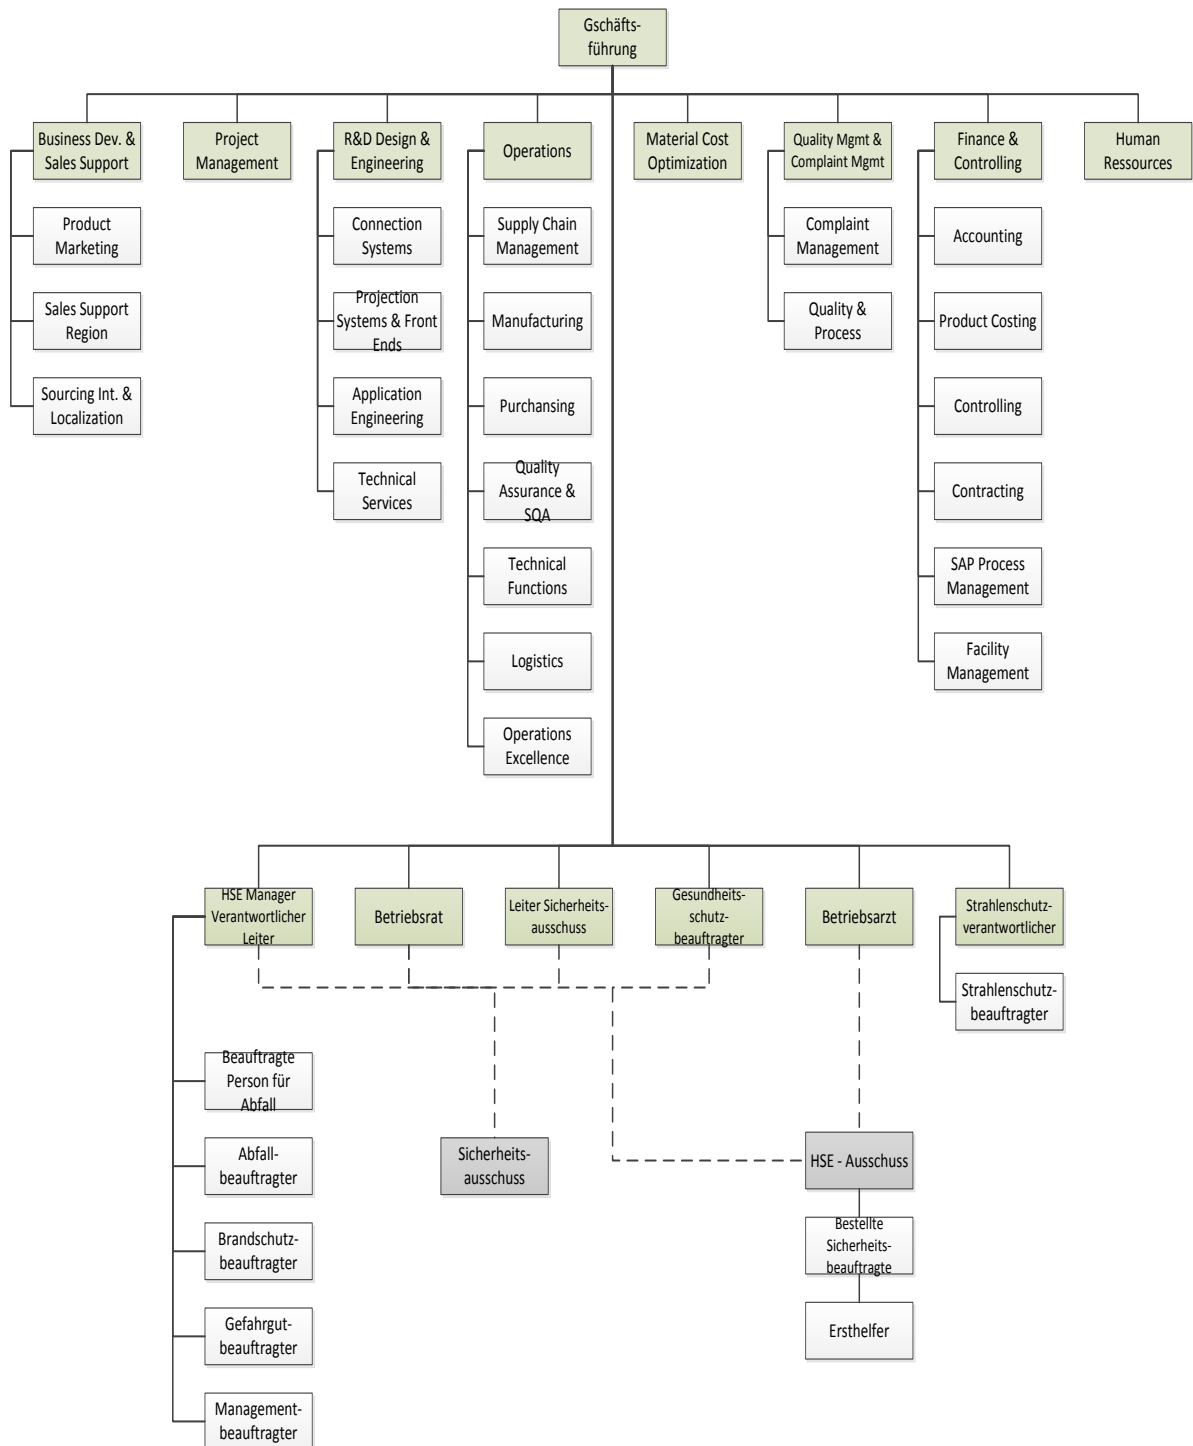 Gschäfts-
führung
Business Dev. &
Sales Support
Project
Management
R&D Design &
Engineering
Operations
Material Cost
Optimization
Quality Mgmt &
Complaint Mgmt
Finance &
Controlling
Human
Ressources
Product
Marketing
Connection
Systems
Supply Chain
Management
Complaint
Management
Accounting
Sales Support
Region
Projection
Systems & Front
Ends
Manufacturing
Quality &
Process
Product Costing
Sourcing Int. &
Localization
Application
Engineering
Purchansing
Controlling
Technical
Services
Quality
Assurance &
SQA
Contracting
Technical
Functions
SAP Process
Management
Logistics
Facility
Management
Operations
Excellence
HSE Manager
Verantwortlicher
Leiter
Betriebsrat
Leiter Sicherheits-
ausschuss
Gesundheits-
schutz-
beauftragter
Betriebsarzt
Strahlenschutz-
verantwortlicher
Strahlenschutz-
beauftragter
Beauftragte
Person für
Abfall
Abfall-
beauftragter
Sicherheits-
ausschuss
HSE - Ausschuss
Brandschutz-
beauftragter
Bestellte
Sicherheits-
beauftragte
Gefahrgut-
beauftragter
Ersthelfer
Management-
beauftragter